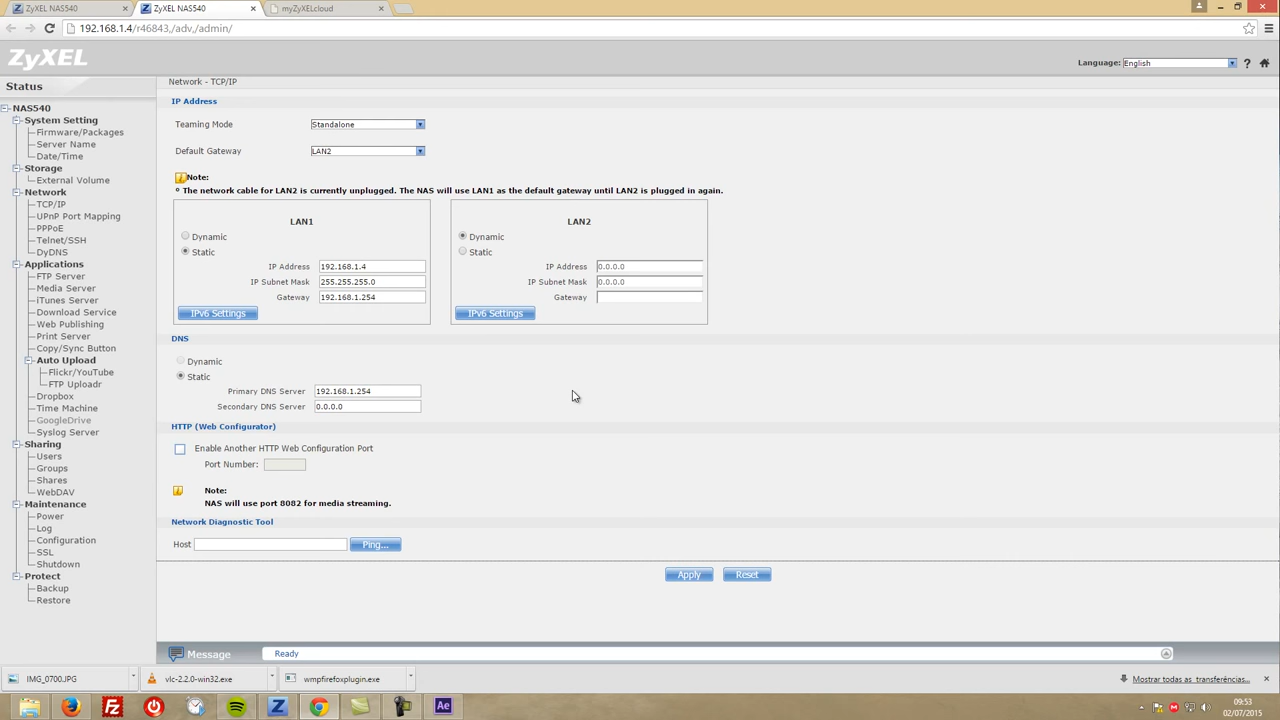 ZyXEL NAS540
ZyXEL NAS540
myZyXELcloud
192.168.1.4/r46843,/adv,/admin/
ZyXEL
Language: English
Status
NAS540
System Setting
Firmware/Packages
Server Name
Date/Time
Storage
External Volume
Network
TCP/IP
UPnP Port Mapping
PPPoE
Telnet/SSH
DyDNS
Applications
FTP Server
Media Server
iTunes Server
Download Service
Web Publishing
Print Server
Copy/Sync Button
Auto Upload
Flickr/YouTube
FTP Uploadr
Dropbox
Time Machine
GoogleDrive
Syslog Server
Sharing
Users
Groups
Shares
WebDAV
Maintenance
Power
Log
Configuration
SSL
Shutdown
Protect
Backup
Restore
Network - TCP/IP
IP Address
Teaming Mode Standalone
Default Gateway LAN2
Note:
The network cable for LAN2 is currently unplugged. The NAS will use LAN1 as the default gateway until LAN2 is plugged in again.
LAN1
Dynamic
Static
IP Address 192.168.1.4
IP Subnet Mask 255.255.255.0
Gateway 192.168.1.254
IPv6 Settings
LAN2
Dynamic
Static
IP Address 0.0.0.0
IP Subnet Mask 0.0.0.0
Gateway
IPv6 Settings
DNS
Dynamic
Static
Primary DNS Server 192.168.1.254
Secondary DNS Server 0.0.0.0
HTTP (Web Configurator)
Enable Another HTTP Web Configuration Port
Port Number:
Note:
NAS will use port 8082 for media streaming.
Network Diagnostic Tool
Host Ping...
Apply Reset
Message Ready
IMG_0700.JPG
vlc-2.2.0-win32.exe
wmpfirefoxplugin.exe
Mostrar todas as transferências...
Fz
Z
Ae
09:53
02/07/2015